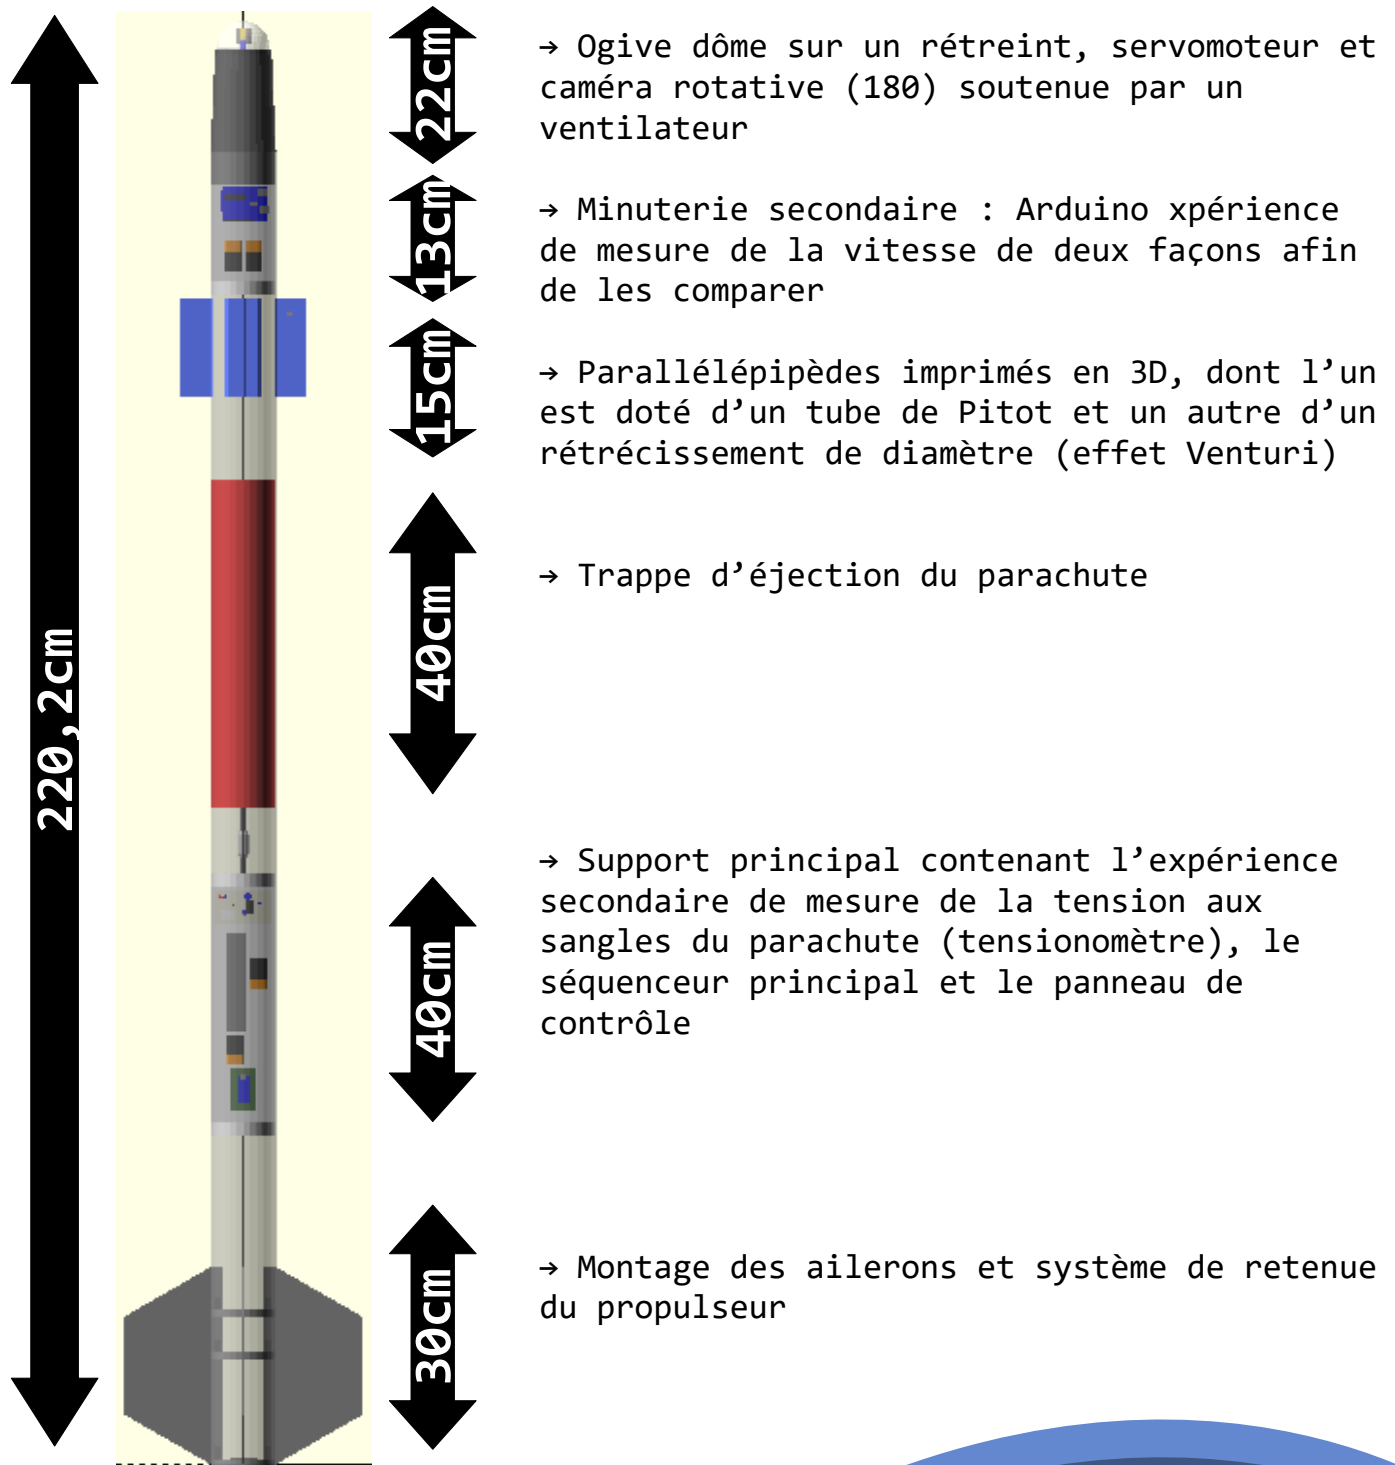 220,2cm
22cm
→ Ogive dôme sur un rétreint, servomoteur et
caméra rotative (180) soutenue par un
ventilateur
13cm
→ Minuterie secondaire : Arduino xpérience
de mesure de la vitesse de deux façons afin
de les comparer
15cm
→ Parallélépipèdes imprimés en 3D, dont l’un
est doté d’un tube de Pitot et un autre d’un
rétrécissement de diamètre (effet Venturi)
40cm
→ Trappe d’éjection du parachute
40cm
→ Support principal contenant l’expérience
secondaire de mesure de la tension aux
sangles du parachute (tensionomètre), le
séquenceur principal et le panneau de
contrôle
30cm
→ Montage des ailerons et système de retenue
du propulseur